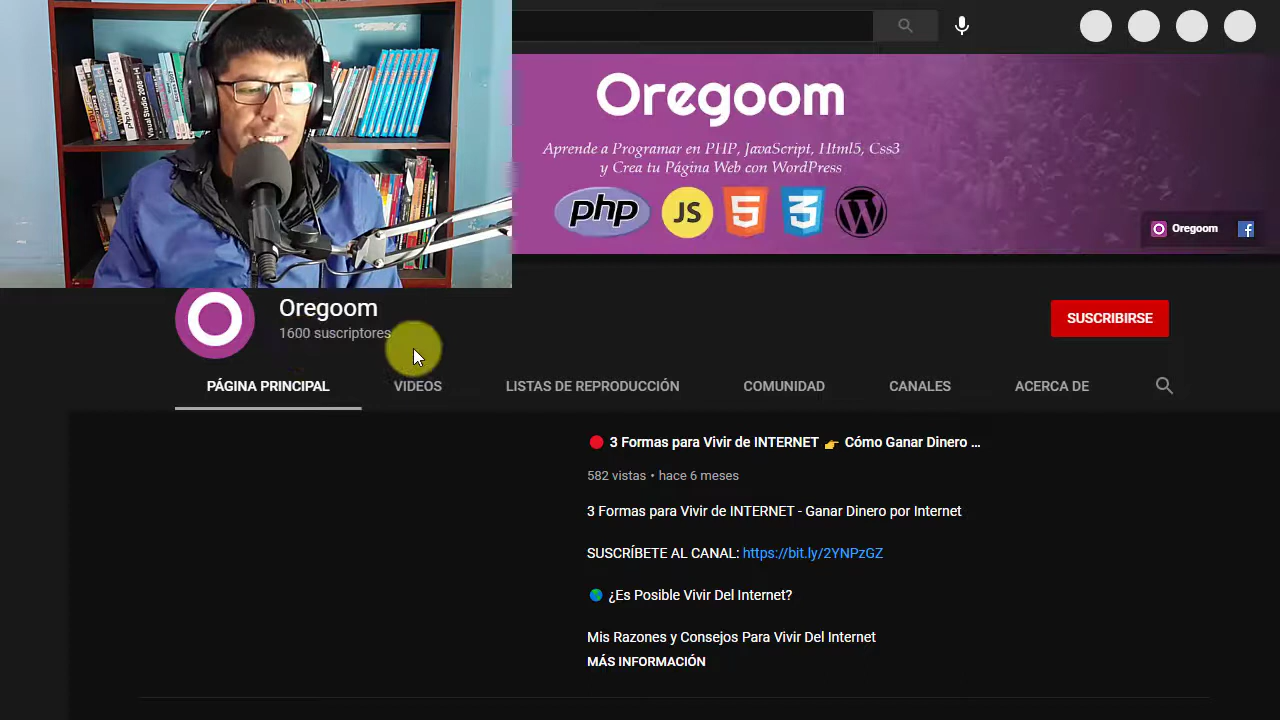 Oregoom
Aprende a Programar en PHP, JavaScript, Html5, Css3
y Crea tu Página Web con WordPress
php
JS
5
3
W
Oregoom
f
Oregoom
1600 suscriptores
SUSCRIBIRSE
PÁGINA PRINCIPAL
VIDEOS
LISTAS DE REPRODUCCIÓN
COMUNIDAD
CANALES
ACERCA DE
3 Formas para Vivir de INTERNET 👉 Cómo Ganar Dinero ...
582 vistas • hace 6 meses
3 Formas para Vivir de INTERNET - Ganar Dinero por Internet
SUSCRÍBETE AL CANAL: https://bit.ly/2YNPzGZ
¿Es Posible Vivir Del Internet?
Mis Razones y Consejos Para Vivir Del Internet
MÁS INFORMACIÓN
Visual Studio 2008